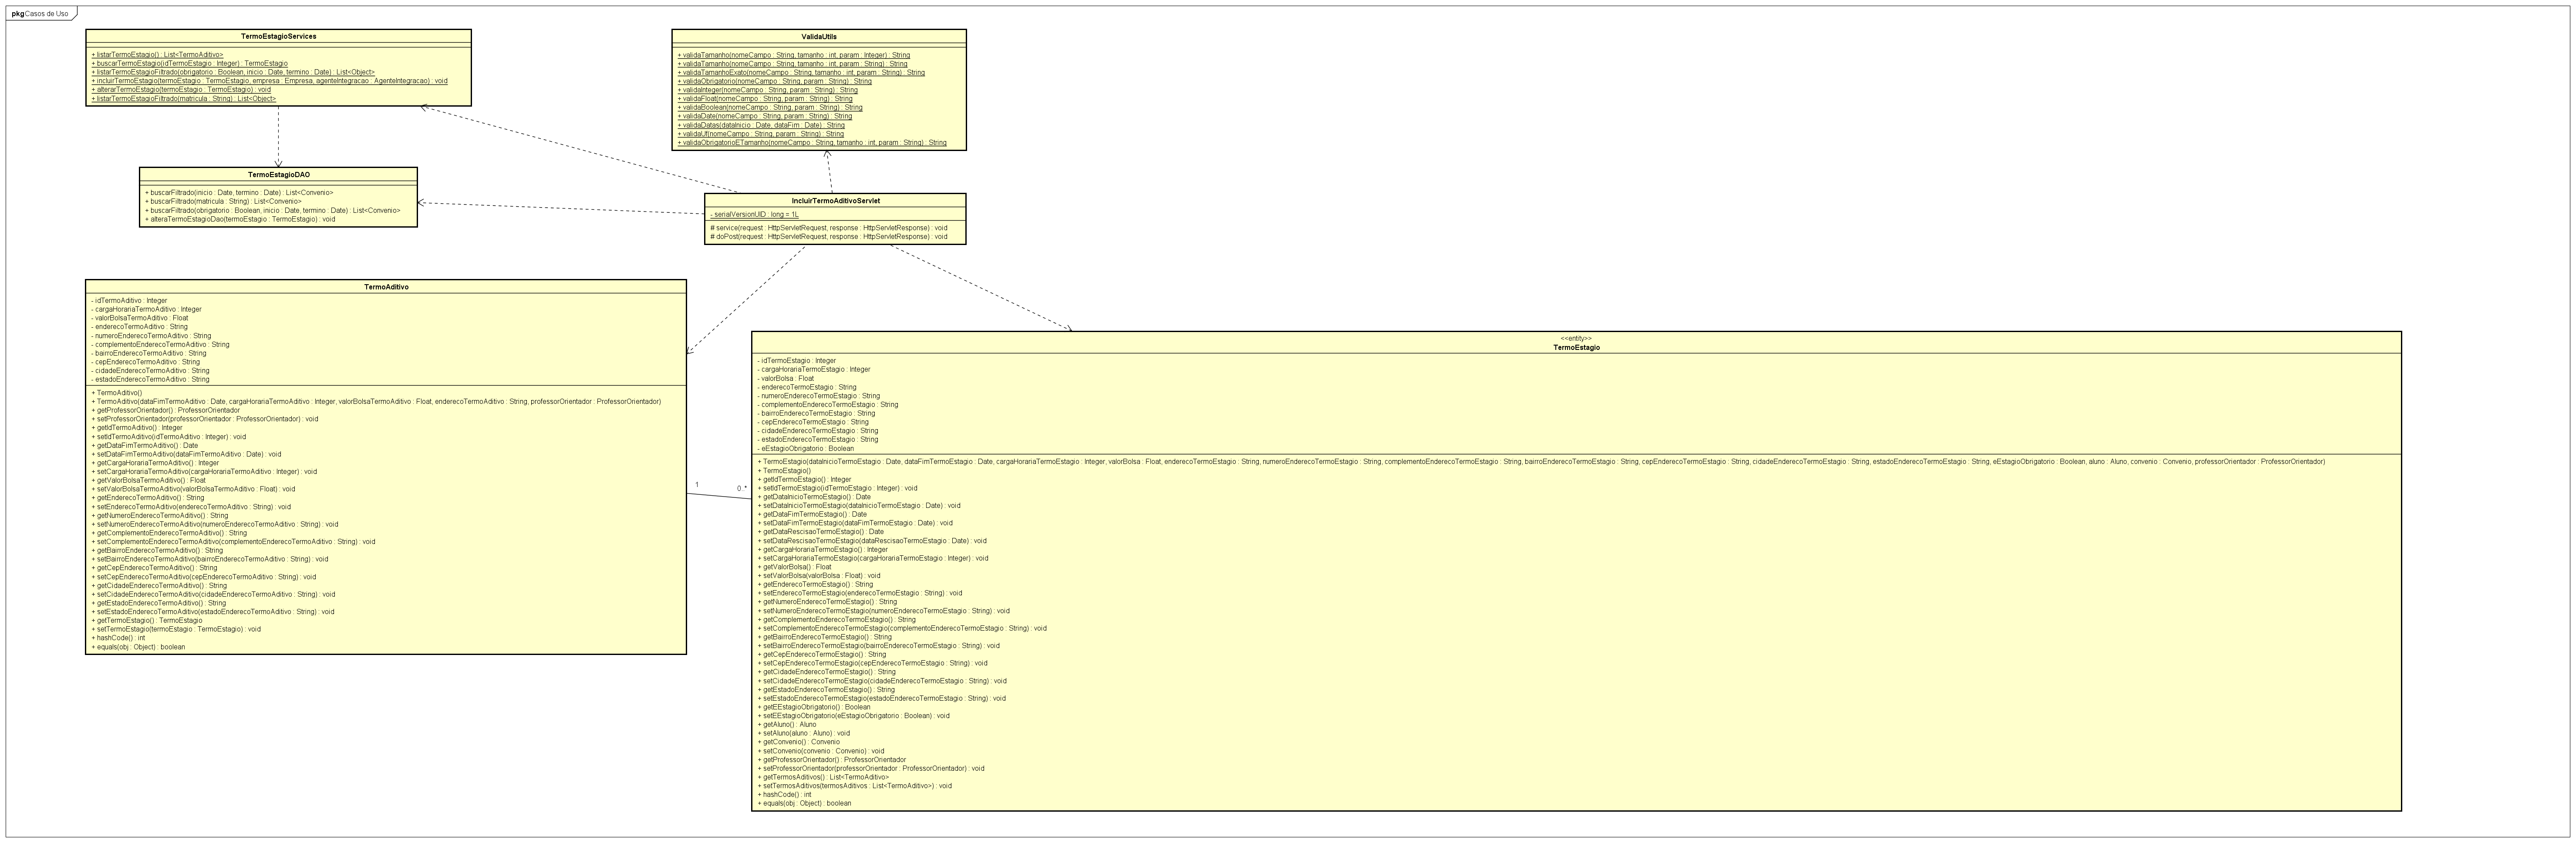 pkg Casos de Uso
TermoEstagioServices
+ listarTermoEstagio() : List<TermoAditivo>
+ buscarTermoEstagio(idTermoEstagio : Integer) : TermoEstagio
+ listarTermoEstagioFiltrado(obrigatorio : Boolean, inicio : Date, termino : Date) : List<Object>
+ incluirTermoEstagio(termoEstagio : TermoEstagio, empresa : Empresa, agenteIntegracao : AgenteIntegracao) : void
+ alterarTermoEstagio(termoEstagio : TermoEstagio) : void
+ listarTermoEstagioFiltrado(matricula : String) : List<Object>
ValidaUtils
+ validaTamanho(nomeCampo : String, tamanho : int, param : Integer) : String
+ validaTamanho(nomeCampo : String, tamanho : int, param : String) : String
+ validaTamanhoExato(nomeCampo : String, tamanho : int, param : String) : String
+ validaObrigatorio(nomeCampo : String, param : String) : String
+ validaInteger(nomeCampo : String, param : String) : String
+ validaFloat(nomeCampo : String, param : String) : String
+ validaBoolean(nomeCampo : String, param : String) : String
+ validaDate(nomeCampo : String, param : String) : String
+ validaDatas(dataInicio : Date, dataFim : Date) : String
+ validaUf(nomeCampo : String, param : String) : String
+ validaObrigatorioETamanho(nomeCampo : String, tamanho : int, param : String) : String
TermoEstagioDAO
+ buscarFiltrado(inicio : Date, termino : Date) : List<Convenio>
+ buscarFiltrado(matricula : String) : List<Convenio>
+ buscarFiltrado(obrigatorio : Boolean, inicio : Date, termino : Date) : List<Convenio>
+ alteraTermoEstagioDao(termoEstagio : TermoEstagio) : void
IncluirTermoAditivoServlet
- serialVersionUID : long = 1L
# service(request : HttpServletRequest, response : HttpServletResponse) : void
# doPost(request : HttpServletRequest, response : HttpServletResponse) : void
TermoAditivo
- idTermoAditivo : Integer
- cargaHorariaTermoAditivo : Integer
- valorBolsaTermoAditivo : Float
- enderecoTermoAditivo : String
- numeroEnderecoTermoAditivo : String
- complementoEnderecoTermoAditivo : String
- bairroEnderecoTermoAditivo : String
- cepEnderecoTermoAditivo : String
- cidadeEnderecoTermoAditivo : String
- estadoEnderecoTermoAditivo : String
+ TermoAditivo()
+ TermoAditivo(dataFimTermoAditivo : Date, cargaHorariaTermoAditivo : Integer, valorBolsaTermoAditivo : Float, enderecoTermoAditivo : String, professorOrientador : ProfessorOrientador)
+ getProfessorOrientador() : ProfessorOrientador
+ setProfessorOrientador(professorOrientador : ProfessorOrientador) : void
+ getIdTermoAditivo() : Integer
+ setIdTermoAditivo(idTermoAditivo : Integer) : void
+ getDataFimTermoAditivo() : Date
+ setDataFimTermoAditivo(dataFimTermoAditivo : Date) : void
+ getCargaHorariaTermoAditivo() : Integer
+ setCargaHorariaTermoAditivo(cargaHorariaTermoAditivo : Integer) : void
+ getValorBolsaTermoAditivo() : Float
+ setValorBolsaTermoAditivo(valorBolsaTermoAditivo : Float) : void
+ getEnderecoTermoAditivo() : String
+ setEnderecoTermoAditivo(enderecoTermoAditivo : String) : void
+ getNumeroEnderecoTermoAditivo() : String
+ setNumeroEnderecoTermoAditivo(numeroEnderecoTermoAditivo : String) : void
+ getComplementoEnderecoTermoAditivo() : String
+ setComplementoEnderecoTermoAditivo(complementoEnderecoTermoAditivo : String) : void
+ getBairroEnderecoTermoAditivo() : String
+ setBairroEnderecoTermoAditivo(bairroEnderecoTermoAditivo : String) : void
+ getCepEnderecoTermoAditivo() : String
+ setCepEnderecoTermoAditivo(cepEnderecoTermoAditivo : String) : void
+ getCidadeEnderecoTermoAditivo() : String
+ setCidadeEnderecoTermoAditivo(cidadeEnderecoTermoAditivo : String) : void
+ getEstadoEnderecoTermoAditivo() : String
+ setEstadoEnderecoTermoAditivo(estadoEnderecoTermoAditivo : String) : void
+ getTermoEstagio() : TermoEstagio
+ setTermoEstagio(termoEstagio : TermoEstagio) : void
+ hashCode() : int
+ equals(obj : Object) : boolean
1
0..*
<<entity>>
TermoEstagio
- idTermoEstagio : Integer
- cargaHorariaTermoEstagio : Integer
- valorBolsa : Float
- enderecoTermoEstagio : String
- numeroEnderecoTermoEstagio : String
- complementoEnderecoTermoEstagio : String
- bairroEnderecoTermoEstagio : String
- cepEnderecoTermoEstagio : String
- cidadeEnderecoTermoEstagio : String
- estadoEnderecoTermoEstagio : String
- eEstagioObrigatorio : Boolean
+ TermoEstagio(dataInicioTermoEstagio : Date, dataFimTermoEstagio : Date, cargaHorariaTermoEstagio : Integer, valorBolsa : Float, enderecoTermoEstagio : String, numeroEnderecoTermoEstagio : String, complementoEnderecoTermoEstagio : String, bairroEnderecoTermoEstagio : String, cepEnderecoTermoEstagio : String, cidadeEnderecoTermoEstagio : String, estadoEnderecoTermoEstagio : String, eEstagioObrigatorio : Boolean, aluno : Aluno, convenio : Convenio, professorOrientador : ProfessorOrientador)
+ TermoEstagio()
+ getIdTermoEstagio() : Integer
+ setIdTermoEstagio(idTermoEstagio : Integer) : void
+ getDataInicioTermoEstagio() : Date
+ setDataInicioTermoEstagio(dataInicioTermoEstagio : Date) : void
+ getDataFimTermoEstagio() : Date
+ setDataFimTermoEstagio(dataFimTermoEstagio : Date) : void
+ getDataRescisaoTermoEstagio() : Date
+ setDataRescisaoTermoEstagio(dataRescisaoTermoEstagio : Date) : void
+ getCargaHorariaTermoEstagio() : Integer
+ setCargaHorariaTermoEstagio(cargaHorariaTermoEstagio : Integer) : void
+ getValorBolsa() : Float
+ setValorBolsa(valorBolsa : Float) : void
+ getEnderecoTermoEstagio() : String
+ setEnderecoTermoEstagio(enderecoTermoEstagio : String) : void
+ getNumeroEnderecoTermoEstagio() : String
+ setNumeroEnderecoTermoEstagio(numeroEnderecoTermoEstagio : String) : void
+ getComplementoEnderecoTermoEstagio() : String
+ setComplementoEnderecoTermoEstagio(complementoEnderecoTermoEstagio : String) : void
+ getBairroEnderecoTermoEstagio() : String
+ setBairroEnderecoTermoEstagio(bairroEnderecoTermoEstagio : String) : void
+ getCepEnderecoTermoEstagio() : String
+ setCepEnderecoTermoEstagio(cepEnderecoTermoEstagio : String) : void
+ getCidadeEnderecoTermoEstagio() : String
+ setCidadeEnderecoTermoEstagio(cidadeEnderecoTermoEstagio : String) : void
+ getEstadoEnderecoTermoEstagio() : String
+ setEstadoEnderecoTermoEstagio(estadoEnderecoTermoEstagio : String) : void
+ getEEstagioObrigatorio() : Boolean
+ setEEstagioObrigatorio(eEstagioObrigatorio : Boolean) : void
+ getAluno() : Aluno
+ setAluno(aluno : Aluno) : void
+ getConvenio() : Convenio
+ setConvenio(convenio : Convenio) : void
+ getProfessorOrientador() : ProfessorOrientador
+ setProfessorOrientador(professorOrientador : ProfessorOrientador) : void
+ getTermosAditivos() : List<TermoAditivo>
+ setTermosAditivos(termosAditivos : List<TermoAditivo>) : void
+ hashCode() : int
+ equals(obj : Object) : boolean